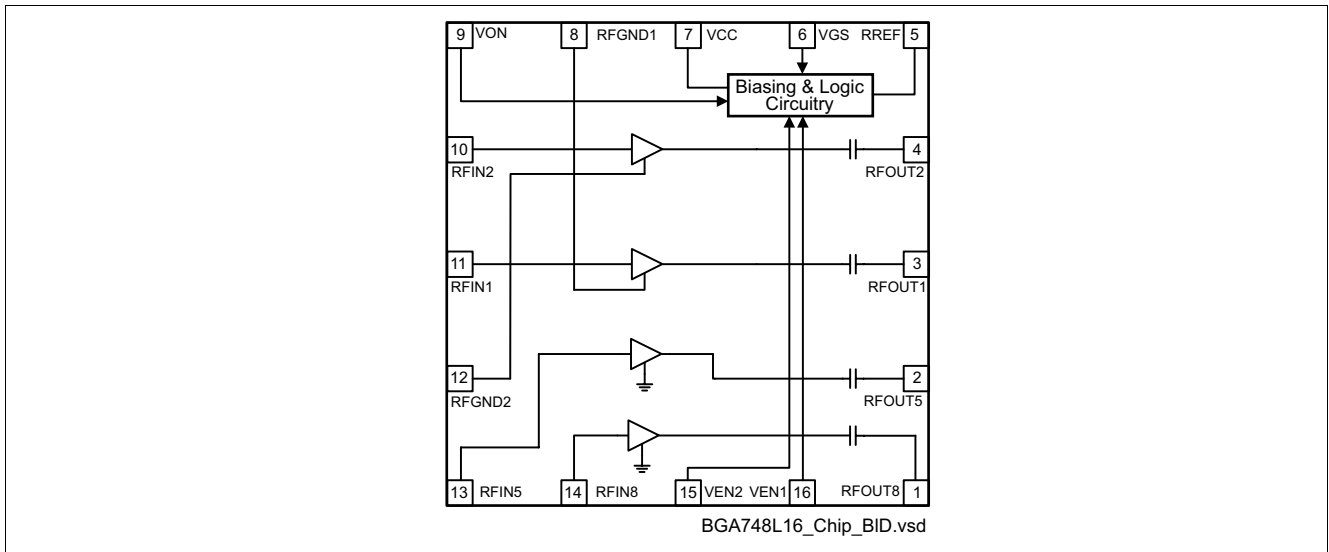 9 VON 8 RFGND1 7 VCC 6 VGS RREF 5
Biasing & Logic
Circuitry
10 4
RFIN2 RFOUT2
11 3
RFIN1 RFOUT1
12 2
RFGND2 RFOUT5
13 RFIN5 14 RFIN8 15 VEN2 VEN1 16 RFOUT8 1
BGA748L16_Chip_BID.vsd